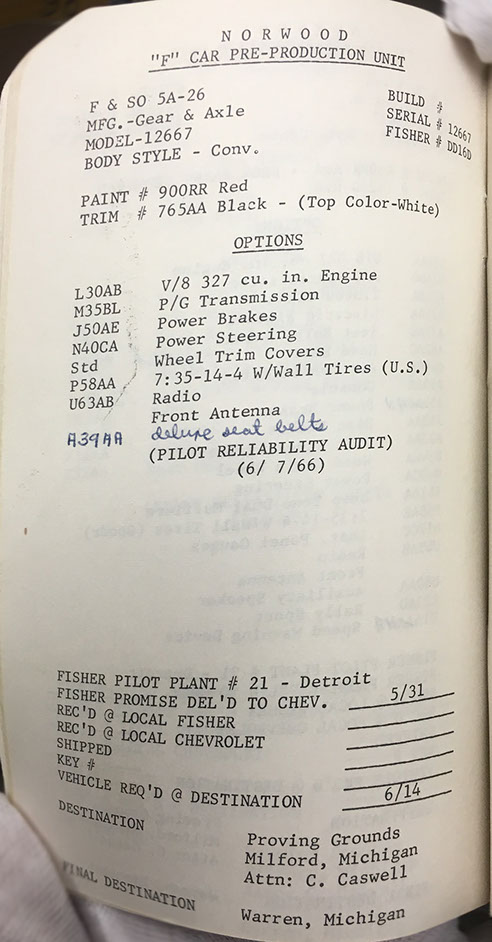 NORWOOD
"F" CAR PRE-PRODUCTION UNIT
F & SO 5A-26
MFG.-Gear & Axle
MODEL-12667
BODY STYLE - Conv.
BUILD #
SERIAL # 12667
FISHER # DD16D
PAINT # 900RR Red
TRIM # 765AA Black - (Top Color-White)
OPTIONS
L30AB V/8 327 cu. in. Engine
M35BL P/G Transmission
J50AE Power Brakes
N40CA Power Steering
Std Wheel Trim Covers
P58AA 7:35-14-4 W/Wall Tires (U.S.)
U63AB Radio
Front Antenna
A39AA deluxe seat belts
(PILOT RELIABILITY AUDIT)
(6/ 7/66)
FISHER PILOT PLANT # 21 - Detroit
FISHER PROMISE DEL'D TO CHEV. 5/31
REC'D @ LOCAL FISHER
REC'D @ LOCAL CHEVROLET
SHIPPED
KEY #
VEHICLE REQ'D @ DESTINATION 6/14
DESTINATION
Proving Grounds
Milford, Michigan
Attn: C. Caswell
FINAL DESTINATION
Warren, Michigan